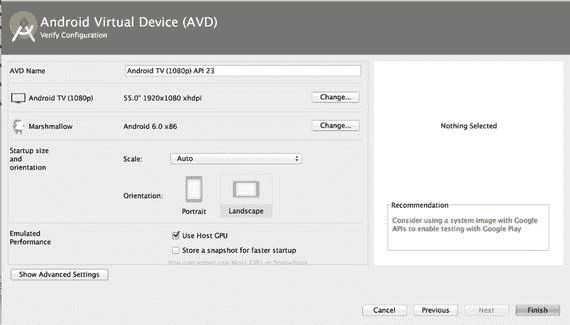 Android Virtual Device (AVD)
Verify Configuration
AVD Name
Android TV (1080p) API 23
Android TV (1080p)
55.0" 1920x1080 xhdpi
Change...
Marshmallow
Android 6.0 x86
Change...
Startup size
and
orientation
Scale:
Auto
Orientation:
Portrait
Landscape
Emulated
Performance
Use Host GPU
Store a snapshot for faster startup
You can either use Host GPU or Snapshots
Nothing Selected
Recommendation
Consider using a system image with Google
APIs to enable testing with Google Play
Show Advanced Settings
Cancel
Previous
Next
Finish